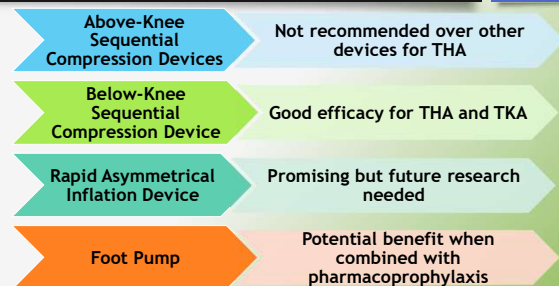 Above-Knee
Sequential
Compression Devices
Not recommended over other
devices for THA
Below-Knee
Sequential
Compression Device
Good efficacy for THA and TKA
Rapid Asymmetrical
Inflation Device
Promising but future research
needed
Foot Pump
Potential benefit when
combined with
pharmacoprophylaxis